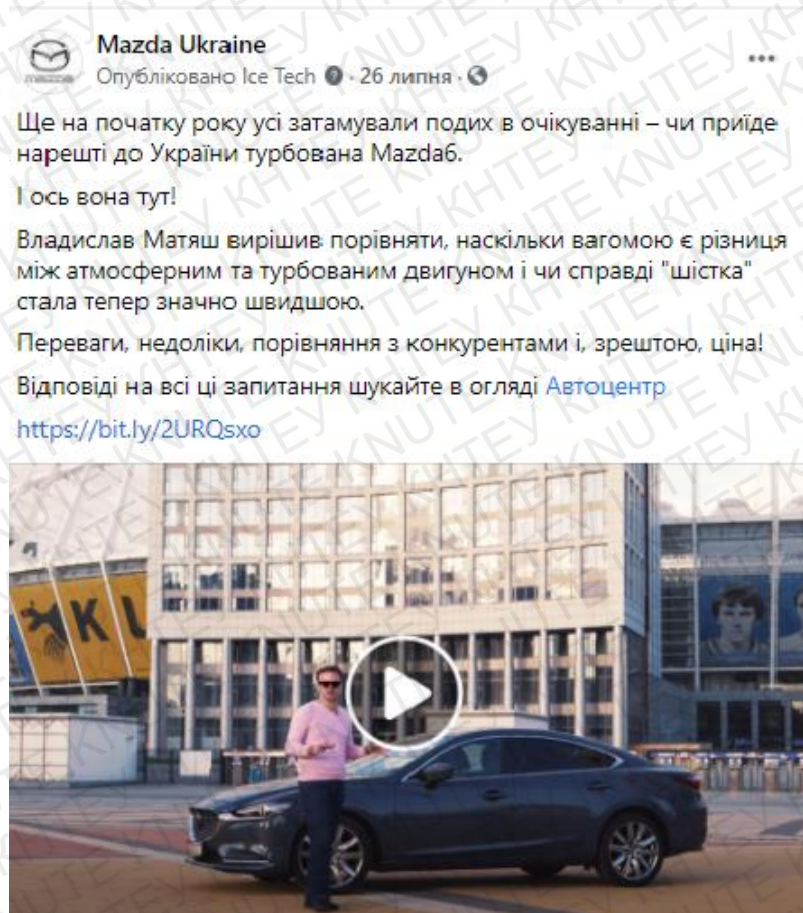 Mazda Ukraine
Опубліковано Ice Tech · 26 липня ·
Ще на початку року усі затамували подих в очікуванні – чи приїде
нарешті до України турбована Mazda6.
І ось вона тут!
Владислав Матяш вирішив порівняти, наскільки вагомою є різниця
між атмосферним та турбованим двигуном і чи справді "шістка"
стала тепер значно швидшою.
Переваги, недоліки, порівняння з конкурентами і, зрештою, ціна!
Відповіді на всі ці запитання шукайте в огляді Автоцентр
https://bit.ly/2URQsxo
KU
KNUTE КНТЕУ